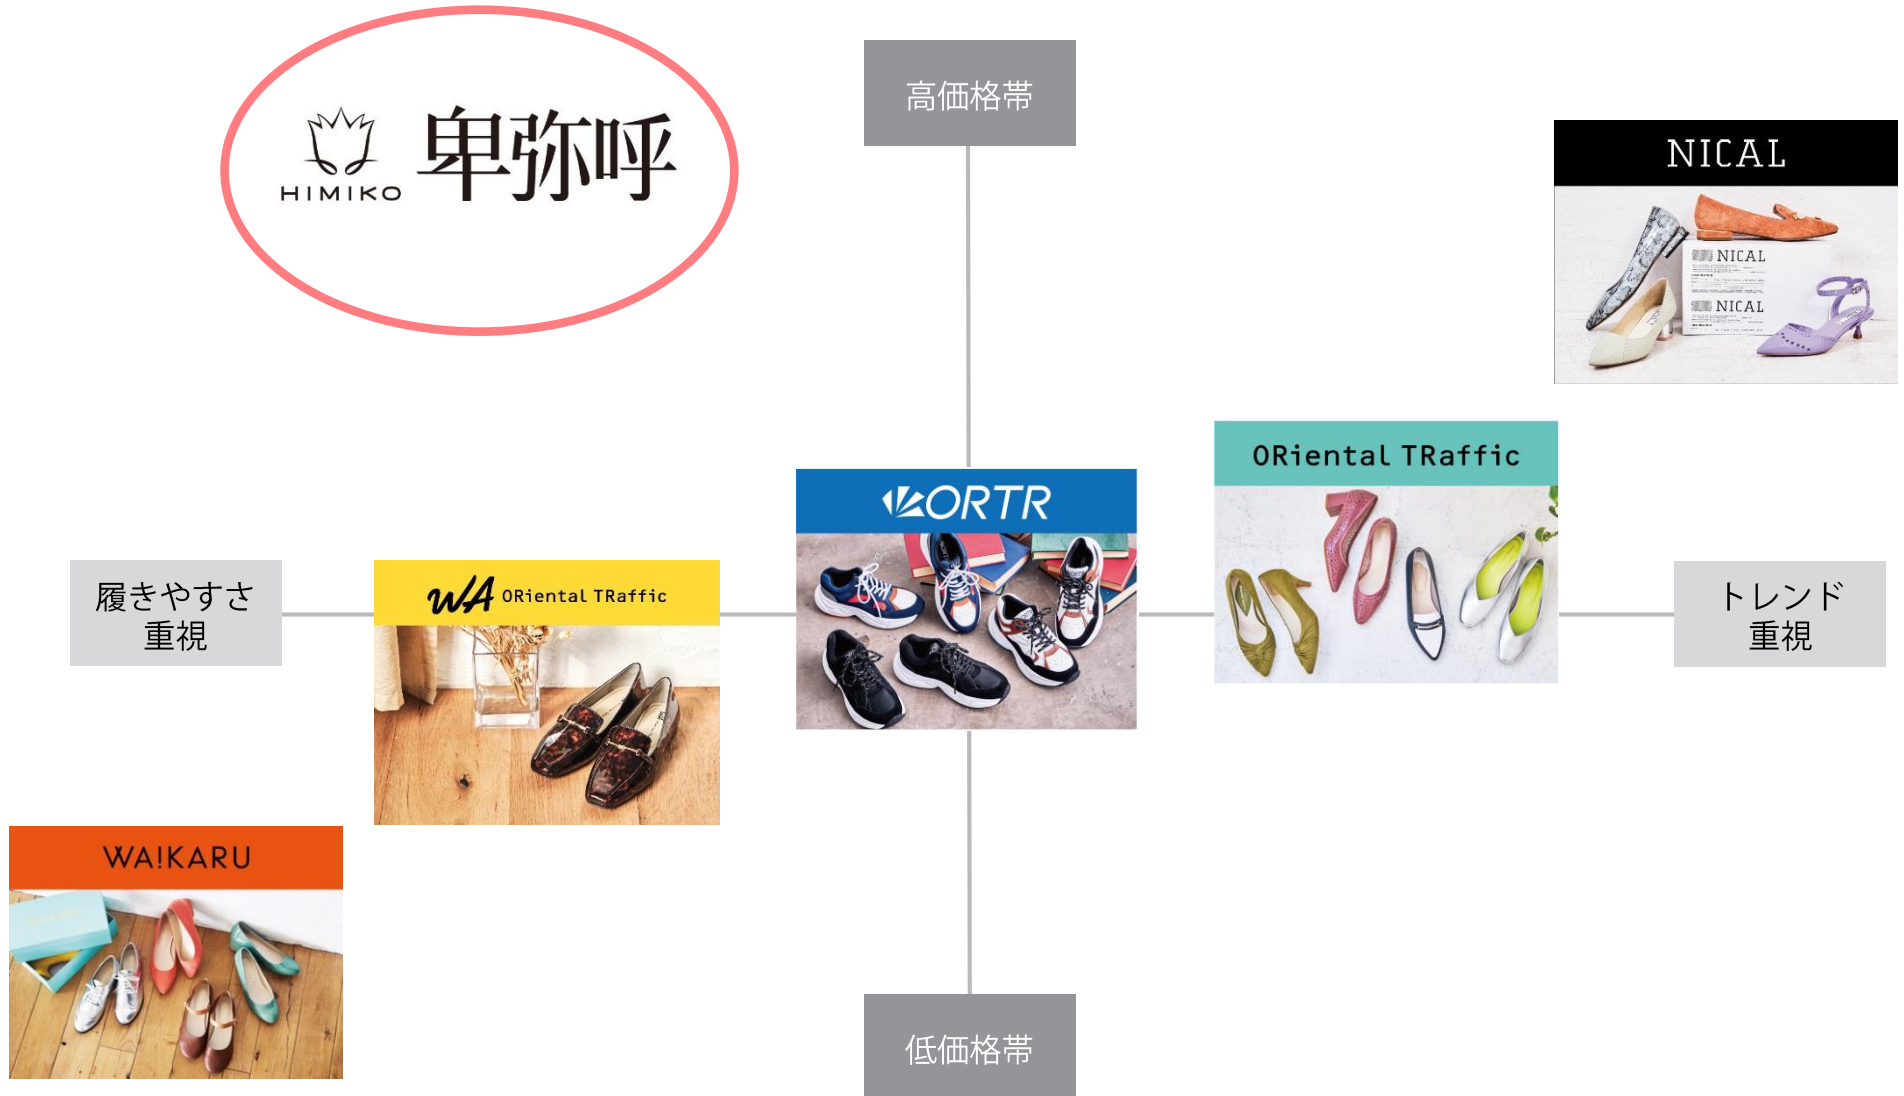 高価格帯
HIMIKO 卑弥呼
NICAL
NICAL
NICAL
ORiental TRaffic
ORTR
履きやすさ
重視
WA ORiental TRaffic
トレンド
重視
WA!KARU
低価格帯